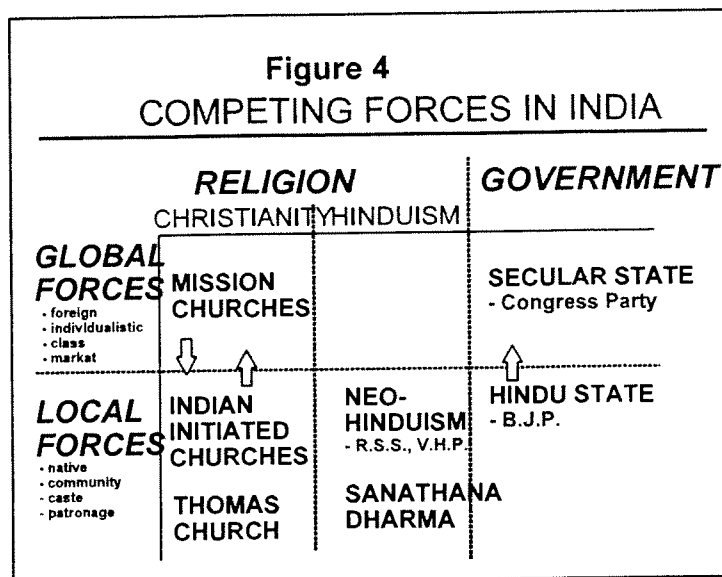 Figure 4
COMPETING FORCES IN INDIA
RELIGION
GOVERNMENT
CHRISTIANITY
HINDUISM
GLOBAL
FORCES
- foreign
- individualistic
- class
- markat
MISSION
CHURCHES
SECULAR STATE
- Congress Party
LOCAL
FORCES
- native
- community
- caste
- patronage
INDIAN
INITIATED
CHURCHES
THOMAS
CHURCH
NEO-
HINDUISM
- R.S.S., V.H.P.
SANATHANA
DHARMA
HINDU STATE
- B.J.P.